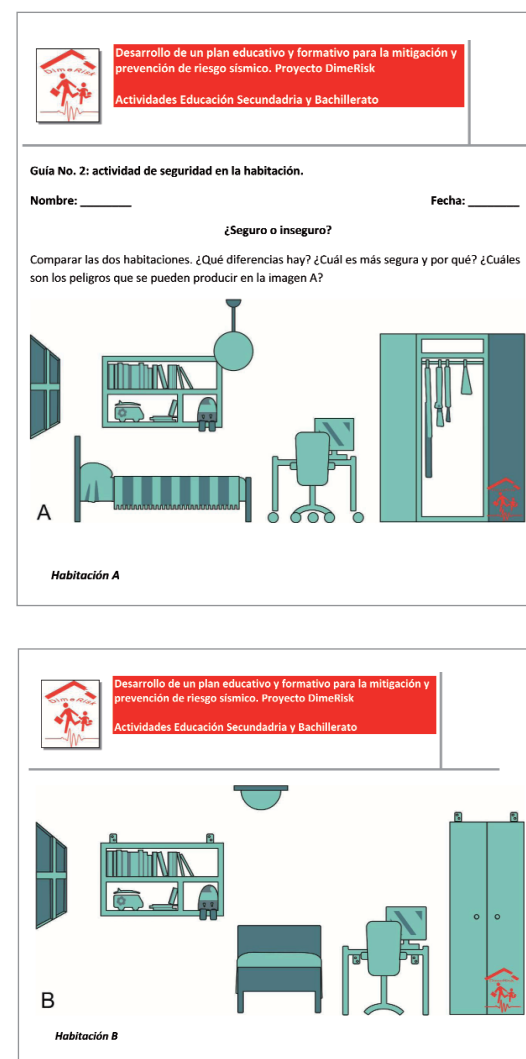 DimeRisk
Desarrollo de un plan educativo y formativo para la mitigación y
prevención de riesgo sísmico. Proyecto DimeRisk
Actividades Educación Secundadria y Bachillerato
Guía No. 2: actividad de seguridad en la habitación.
Nombre: ________ Fecha: ________
¿Seguro o inseguro?
Comparar las dos habitaciones. ¿Qué diferencias hay? ¿Cuál es más segura y por qué? ¿Cuáles
son los peligros que se pueden producir en la imagen A?
A
Habitación A
DimeRisk
Desarrollo de un plan educativo y formativo para la mitigación y
prevención de riesgo sísmico. Proyecto DimeRisk
Actividades Educación Secundadria y Bachillerato
B
Habitación B